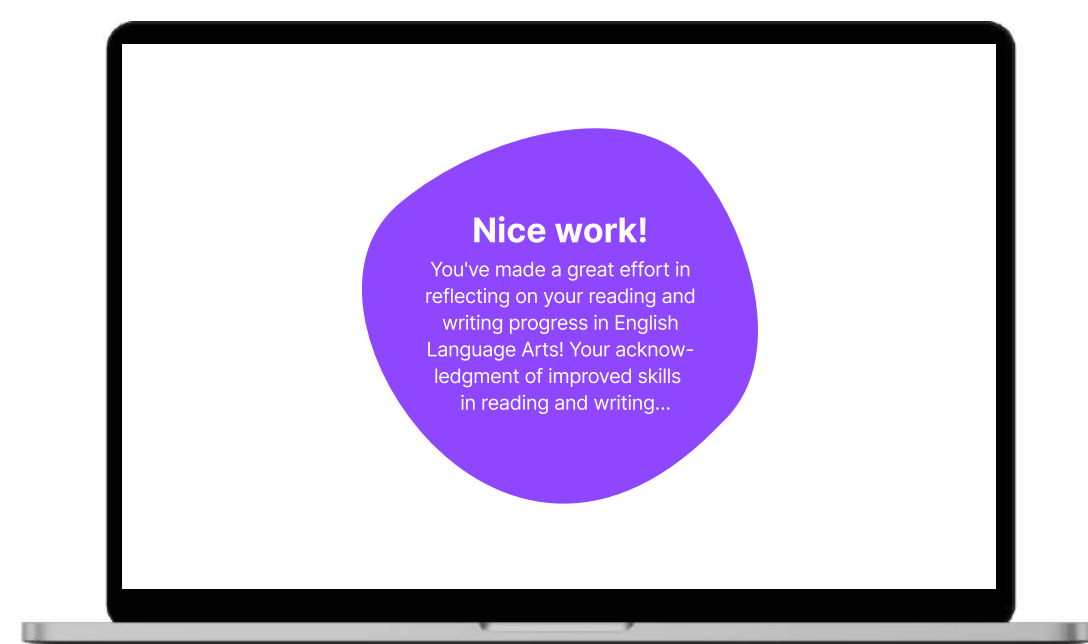 Nice work!
You've made a great effort in
reflecting on your reading and
writing progress in English
Language Arts! Your acknow-
ledgment of improved skills
in reading and writing...